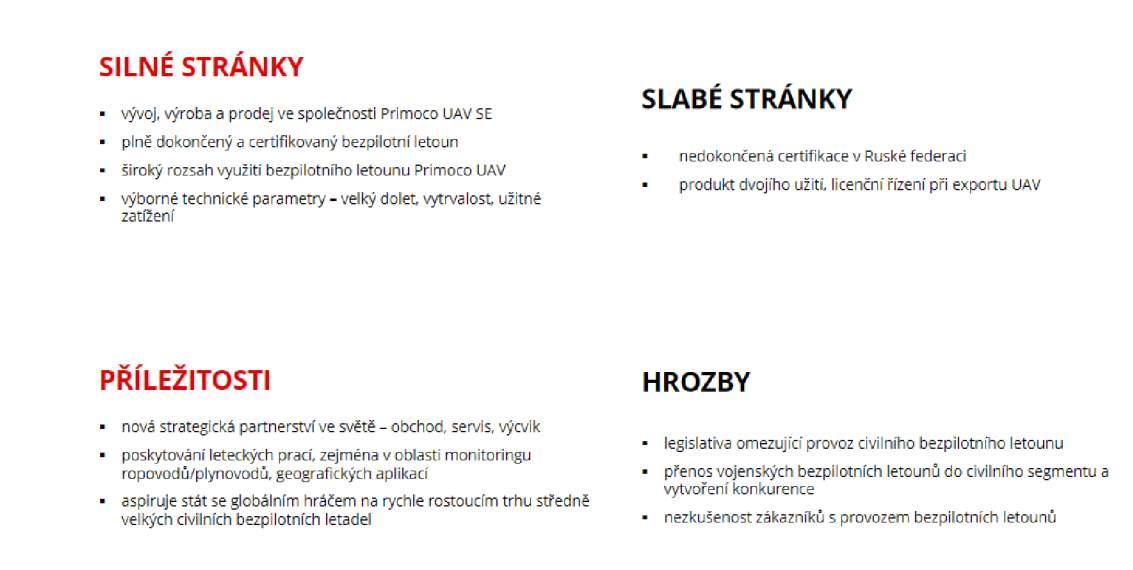 SILNÉ STRÁNKY
▪ vývoj, výroba a prodej ve společnosti Primoco UAV SE
▪ plně dokončený a certifikovaný bezpilotní letoun
▪ široký rozsah využití bezpilotního letounu Primoco UAV
▪ výborné technické parametry – velký dolet, vytrvalost, užitné
zatížení
SLABÉ STRÁNKY
▪ nedokončená certifikace v Ruské federaci
▪ produkt dvojího užití, licenční řízení při exportu UAV
PŘÍLEŽITOSTI
▪ nová strategická partnerství ve světě – obchod, servis, výcvik
▪ poskytování leteckých prací, zejména v oblasti monitoringu
ropovodů/plynovodů, geografických aplikací
▪ aspiruje stát se globálním hráčem na rychle rostoucím trhu středně
velkých civilních bezpilotních letadel
HROZBY
▪ legislativa omezující provoz civilního bezpilotního letounu
▪ přenos vojenských bezpilotních letounů do civilního segmentu a
vytvoření konkurence
▪ nezkušenost zákazníků s provozem bezpilotních letounů